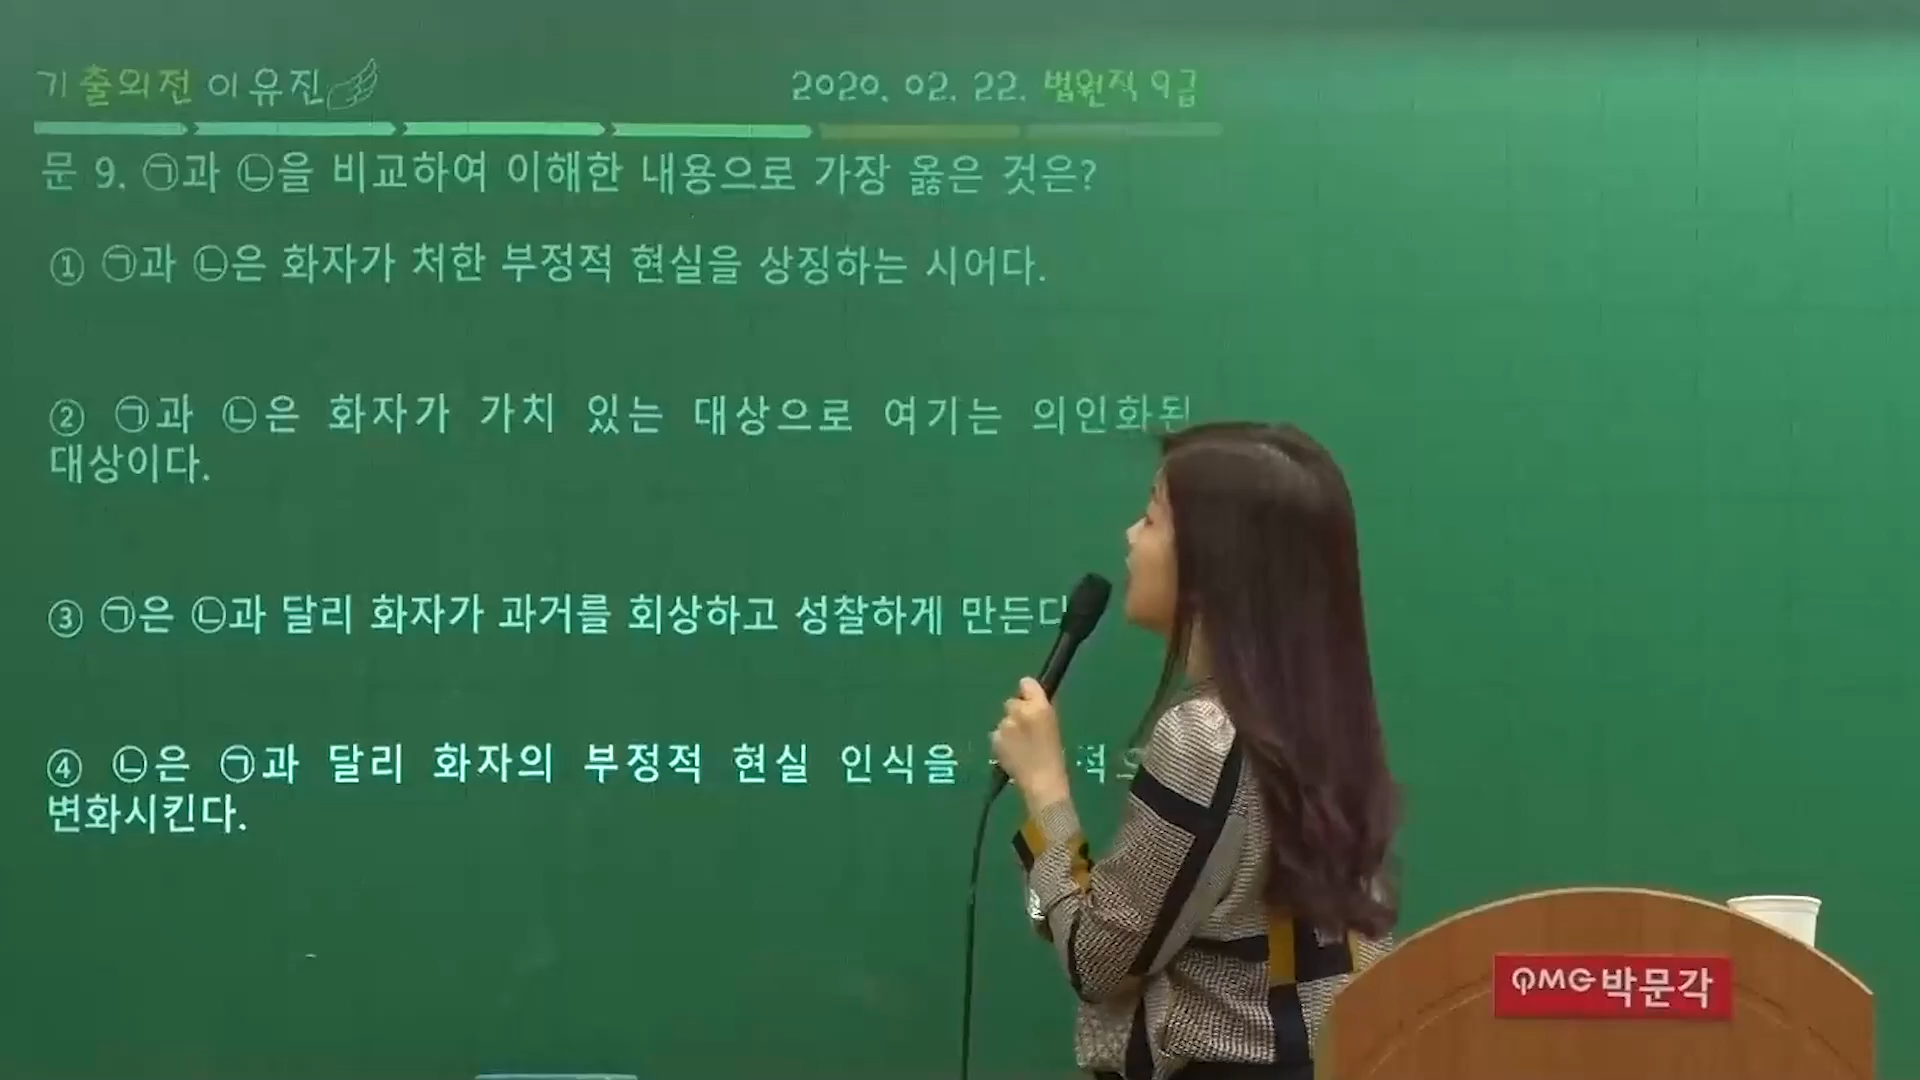 기출외전 이유진
2020. 02. 22. 법원직 9급
문 9. ㉠과 ㉡을 비교하여 이해한 내용으로 가장 옳은 것은?
① ㉠과 ㉡은 화자가 처한 부정적 현실을 상징하는 시어다.
② ㉠과 ㉡은 화자가 가치 있는 대상으로 여기는 의인화된
대상이다.
③ ㉠은 ㉡과 달리 화자가 과거를 회상하고 성찰하게 만든다
④ ㉡은 ㉠과 달리 화자의 부정적 현실 인식을
변화시킨다.
PMG 박문각